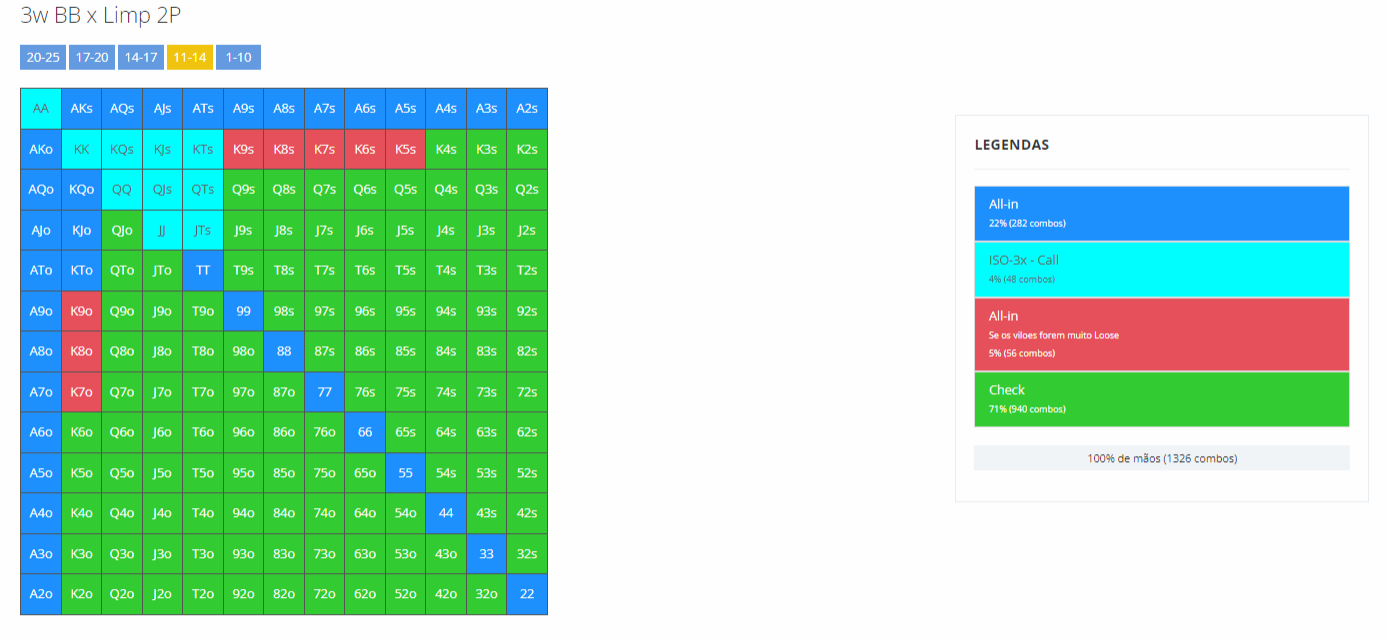 3w BB x Limp 2P
20-25 17-20 14-17 11-14 1-10
AA AKs AQs AJs ATs A9s A8s A7s A6s A5s A4s A3s A2s
AKo KK KQs KJs KTs K9s K8s K7s K6s K5s K4s K3s K2s
AQo KQo QQ QJs QTs Q9s Q8s Q7s Q6s Q5s Q4s Q3s Q2s
AJo KJo QJo JJ JTs J9s J8s J7s J6s J5s J4s J3s J2s
ATo KTo QTo JTo TT T9s T8s T7s T6s T5s T4s T3s T2s
A9o K9o Q9o J9o T9o 99 98s 97s 96s 95s 94s 93s 92s
A8o K8o Q8o J8o T8o 98o 88 87s 86s 85s 84s 83s 82s
A7o K7o Q7o J7o T7o 97o 87o 77 76s 75s 74s 73s 72s
A6o K6o Q6o J6o T6o 96o 86o 76o 66 65s 64s 63s 62s
A5o K5o Q5o J5o T5o 95o 85o 75o 65o 55 54s 53s 52s
A4o K4o Q4o J4o T4o 94o 84o 74o 64o 54o 44 43s 42s
A3o K3o Q3o J3o T3o 93o 83o 73o 63o 53o 43o 33 32s
A2o K2o Q2o J2o T2o 92o 82o 72o 62o 52o 42o 32o 22
LEGENDAS
All-in
22% (282 combos)
ISO-3x - Call
4% (48 combos)
All-in
Se os viloes forem muito Loose
5% (56 combos)
Check
71% (940 combos)
100% de mãos (1326 combos)